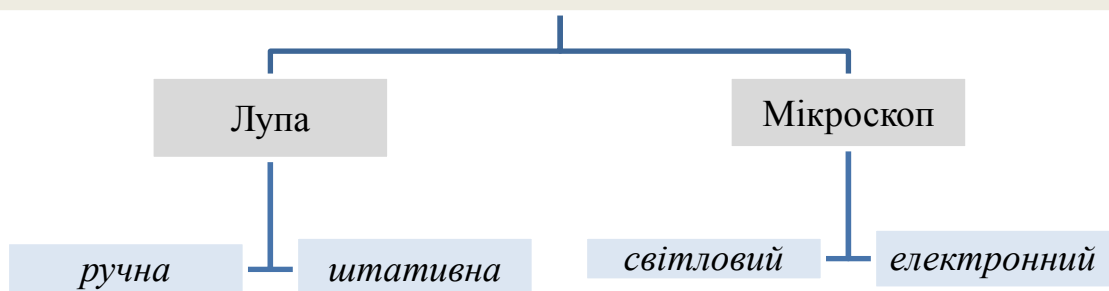 Лупа
Мікроскоп
ручна
штативна
світловий
електронний